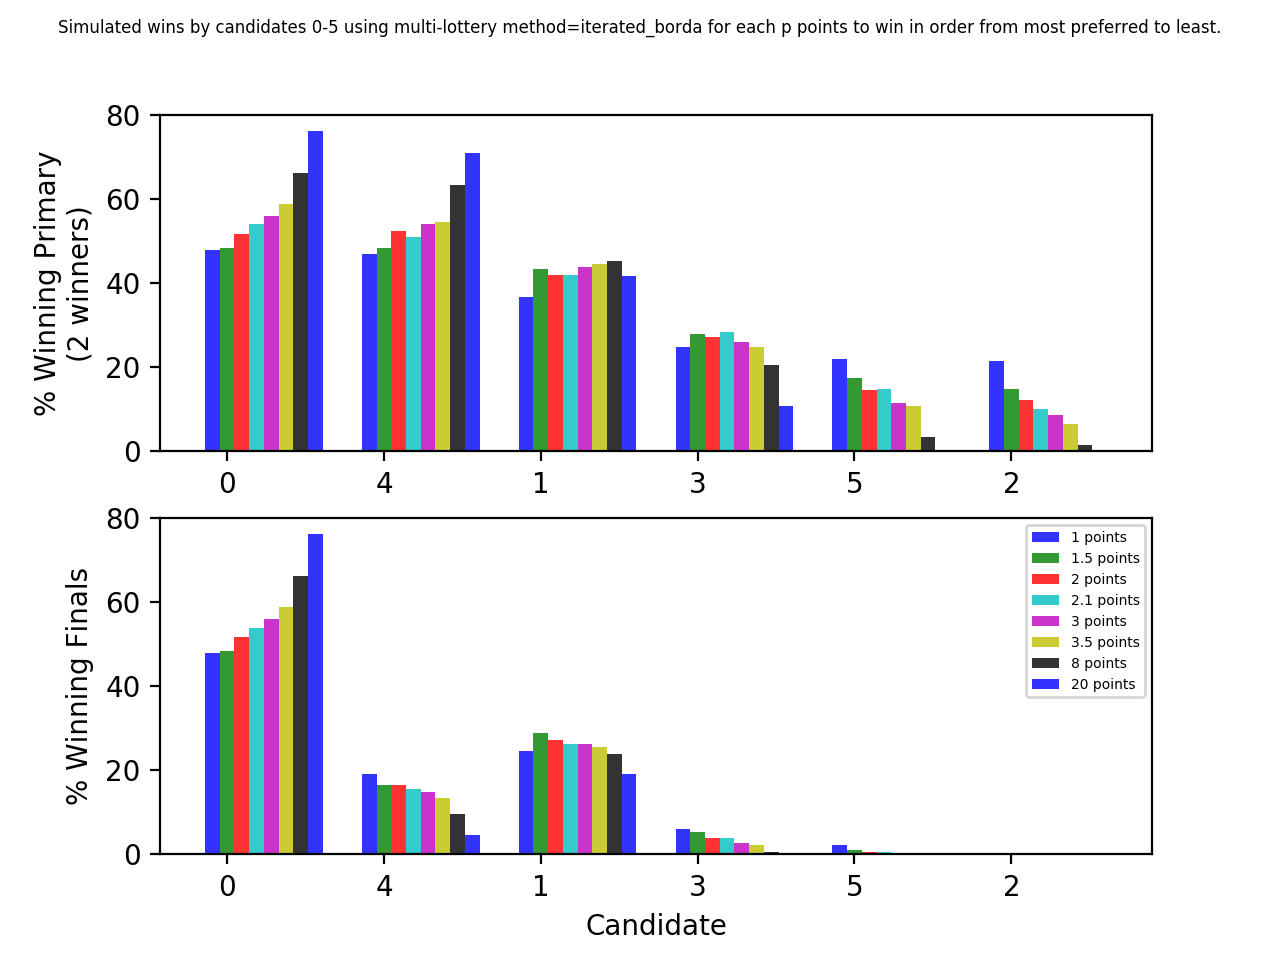 Simulated wins by candidates 0-5 using multi-lottery method=iterated_borda for each p points to win in order from most preferred to least.
% Winning Primary
(2 winners)
80
60
40
20
0
0 4 1 3 5 2
% Winning Finals
80
60
40
20
0
1 points
1.5 points
2 points
2.1 points
3 points
3.5 points
8 points
20 points
0 4 1 3 5 2
Candidate